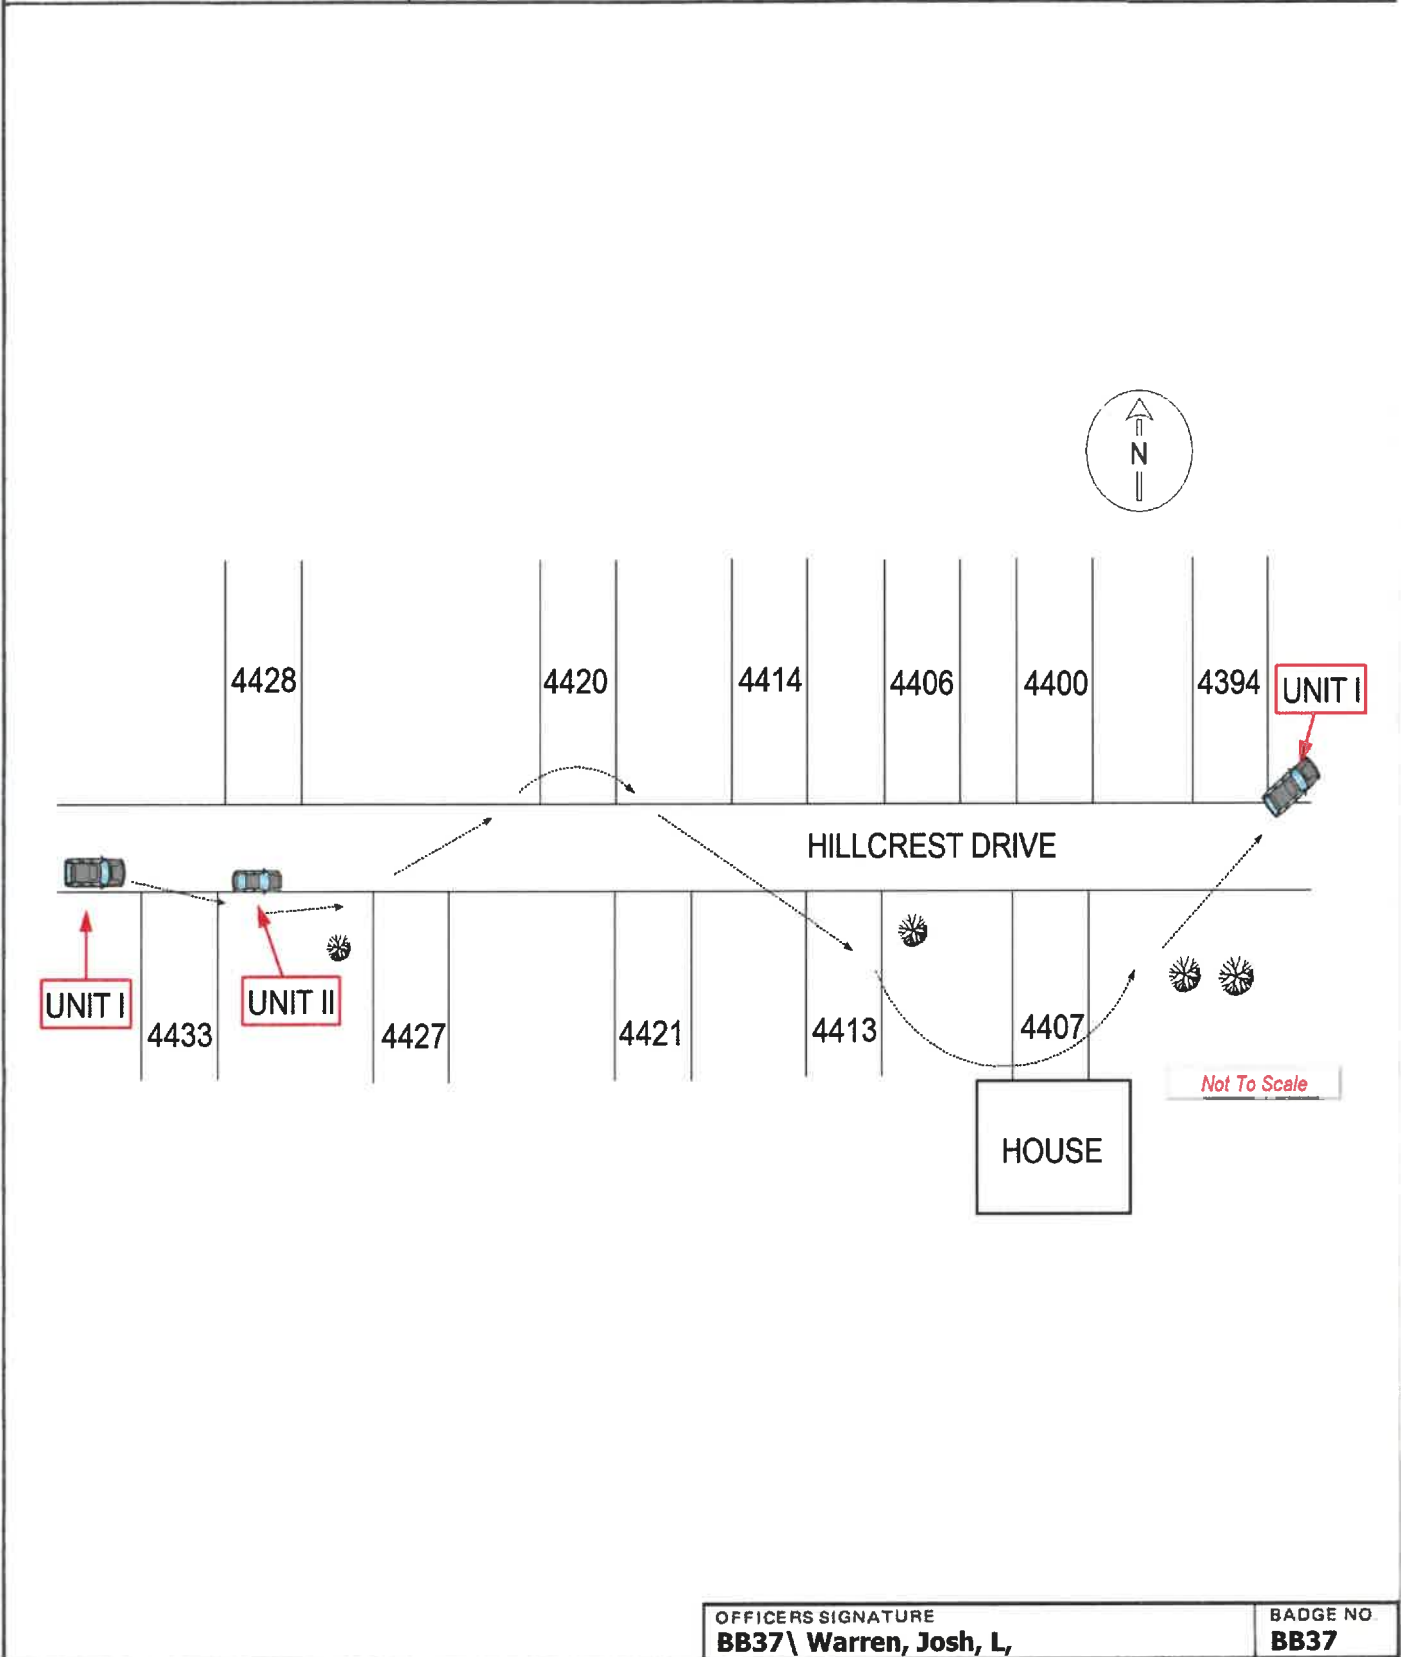 N
4428
4420
4414
4406
4400
4394
UNIT I
HILLCREST DRIVE
UNIT I
UNIT II
4433
4427
4421
4413
4407
Not To Scale
HOUSE
OFFICERS SIGNATURE
BADGE NO.
BB37\ Warren, Josh, L,
BB37